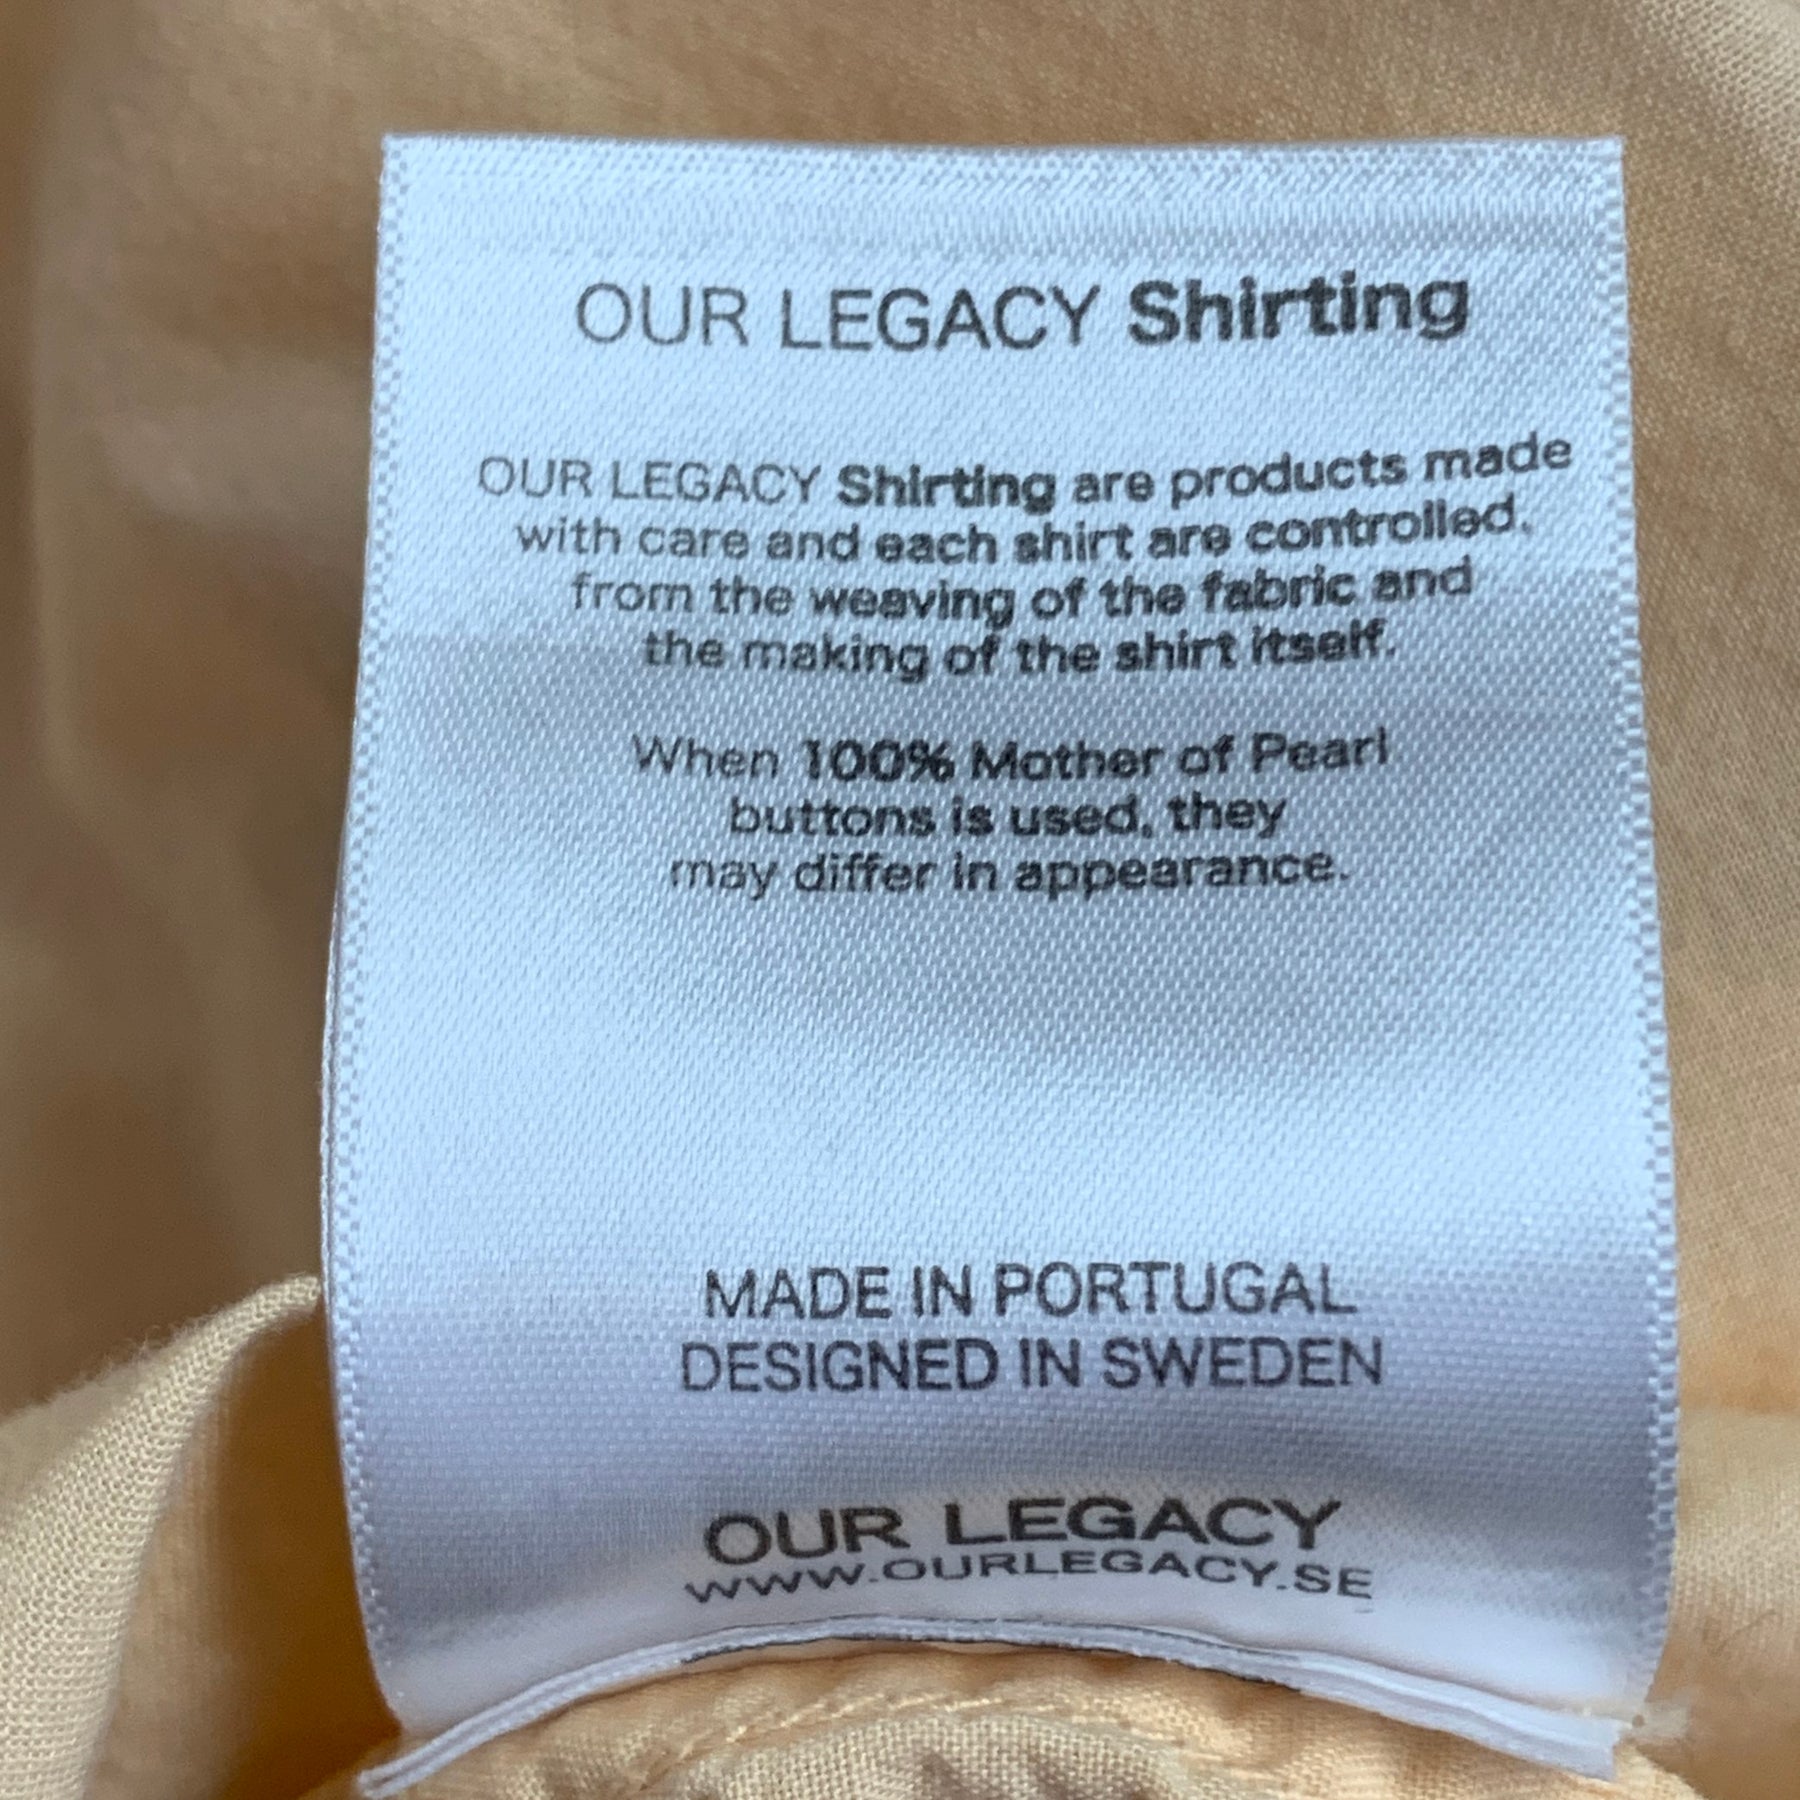 OUR LEGACY Shirting
OUR LEGACY Shirting are products made
with care and each shirt are controlled,
from the weaving of the fabric and
the making of the shirt itself.
When 100% Mother of Pearl
buttons is used, they
may differ in appearance.
MADE IN PORTUGAL
DESIGNED IN SWEDEN
OUR LEGACY
WWW.OURLEGACY.SE